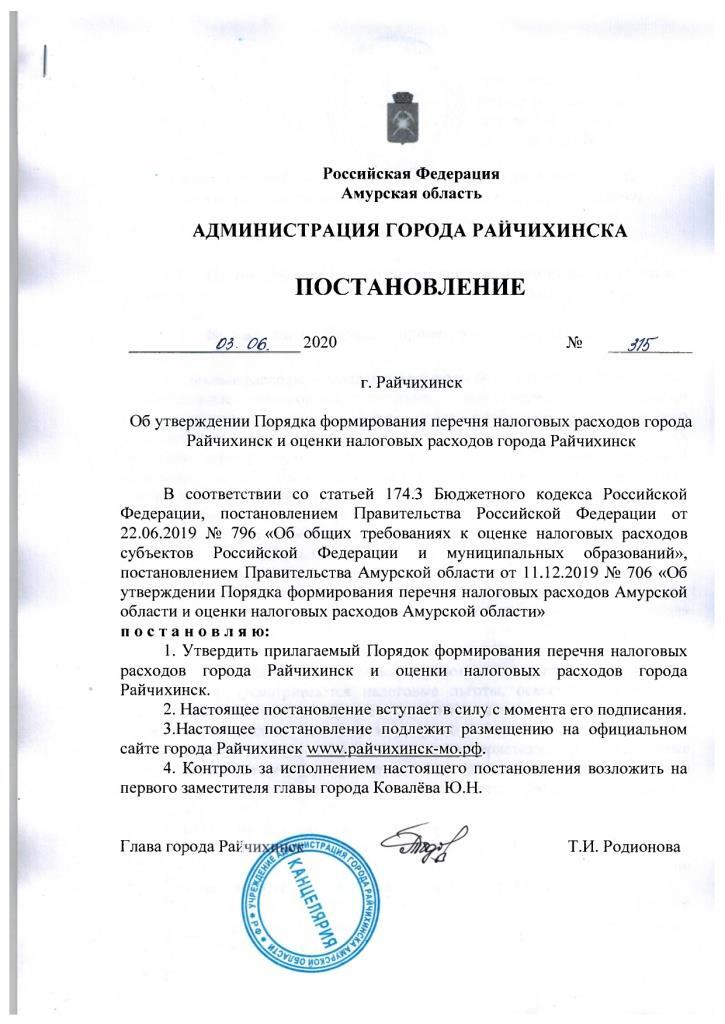 Российская Федерация
Амурская область
АДМИНИСТРАЦИЯ ГОРОДА РАЙЧИХИНСКА
ПОСТАНОВЛЕНИЕ
03. 06. 2020 № 315
г. Райчихинск
Об утверждении Порядка формирования перечня налоговых расходов города
Райчихинск и оценки налоговых расходов города Райчихинск
В соответствии со статьей 174.3 Бюджетного кодекса Российской
Федерации, постановлением Правительства Российской Федерации от
22.06.2019 № 796 «Об общих требованиях к оценке налоговых расходов
субъектов Российской Федерации и муниципальных образований»,
постановлением Правительства Амурской области от 11.12.2019 № 706 «Об
утверждении Порядка формирования перечня налоговых расходов Амурской
области и оценки налоговых расходов Амурской области»
п о с т а н о в л я ю:
1. Утвердить прилагаемый Порядок формирования перечня налоговых
расходов города Райчихинск и оценки налоговых расходов города
Райчихинск.
2. Настоящее постановление вступает в силу с момента его подписания.
3.Настоящее постановление подлежит размещению на официальном
сайте города Райчихинск www.райчихинск-мо.рф.
4. Контроль за исполнением настоящего постановления возложить на
первого заместителя главы города Ковалёва Ю.Н.
Глава города Райчихинск Т.И. Родионова
УЧРЕЖДЕНИЕ АДМИНИСТРАЦИЯ ГОРОДА РАЙЧИХИНСКА АМУРСКОЙ ОБЛАСТИ * РФ *
КАНЦЕЛЯРИЯ